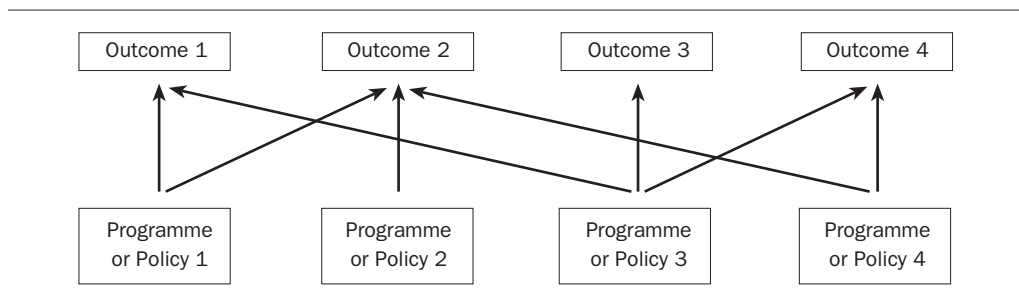 Outcome 1
Outcome 2
Outcome 3
Outcome 4
Programme
or Policy 1
Programme
or Policy 2
Programme
or Policy 3
Programme
or Policy 4